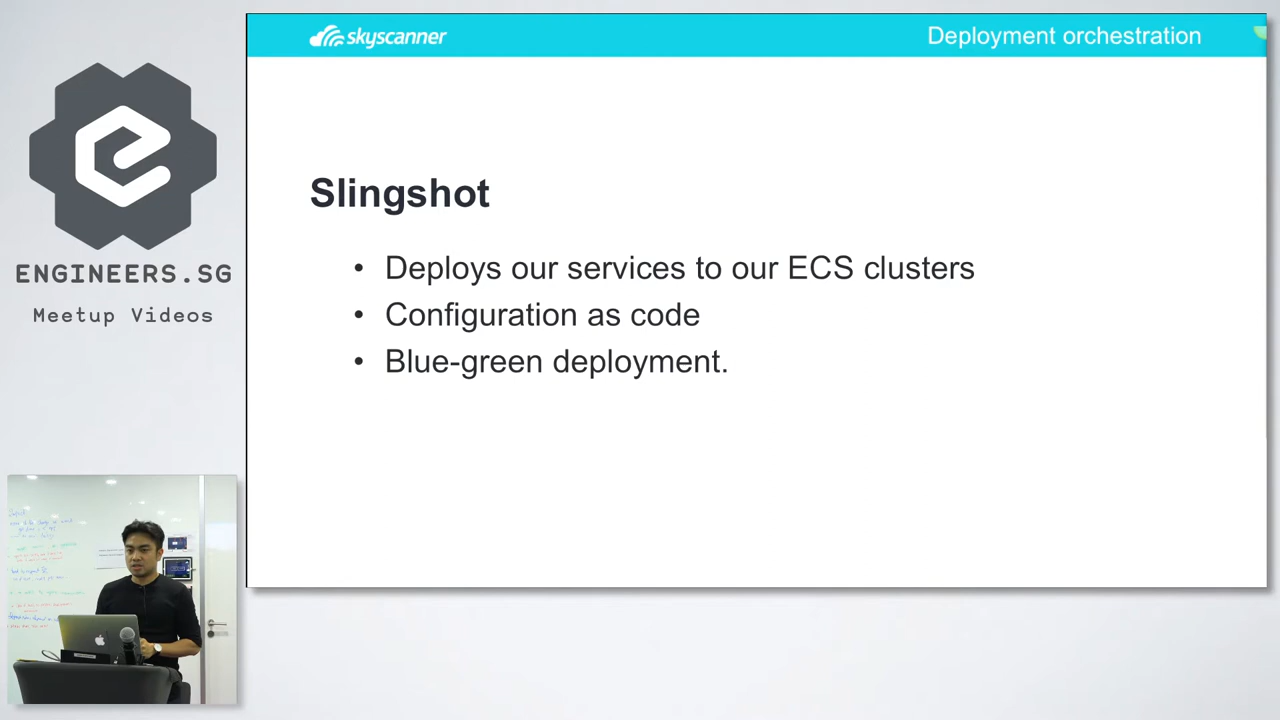 skyscanner
Deployment orchestration
Slingshot
• Deploys our services to our ECS clusters
• Configuration as code
• Blue-green deployment.
ENGINEERS.SG
Meetup Videos